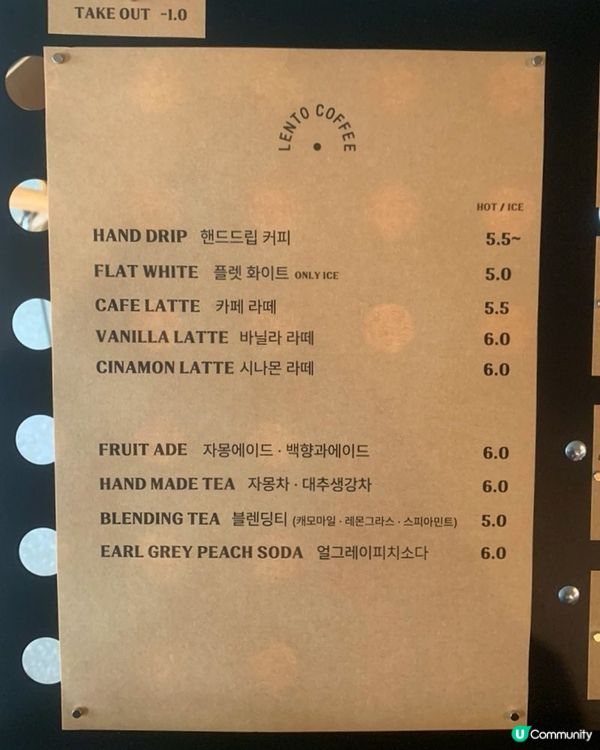 TAKE OUT -1.0
LENTO COFFEE
HOT / ICE
HAND DRIP 핸드드립 커피 5.5~
FLAT WHITE 플렛 화이트 ONLY ICE 5.0
CAFE LATTE 카페 라떼 5.5
VANILLA LATTE 바닐라 라떼 6.0
CINAMON LATTE 시나몬 라떼 6.0
FRUIT ADE 자몽에이드 · 백향과에이드 6.0
HAND MADE TEA 자몽차 · 대추생강차 6.0
BLENDING TEA 블렌딩티 (캐모마일 · 레몬그라스 · 스피아민트) 5.0
EARL GREY PEACH SODA 얼그레이피치소다 6.0
U Community